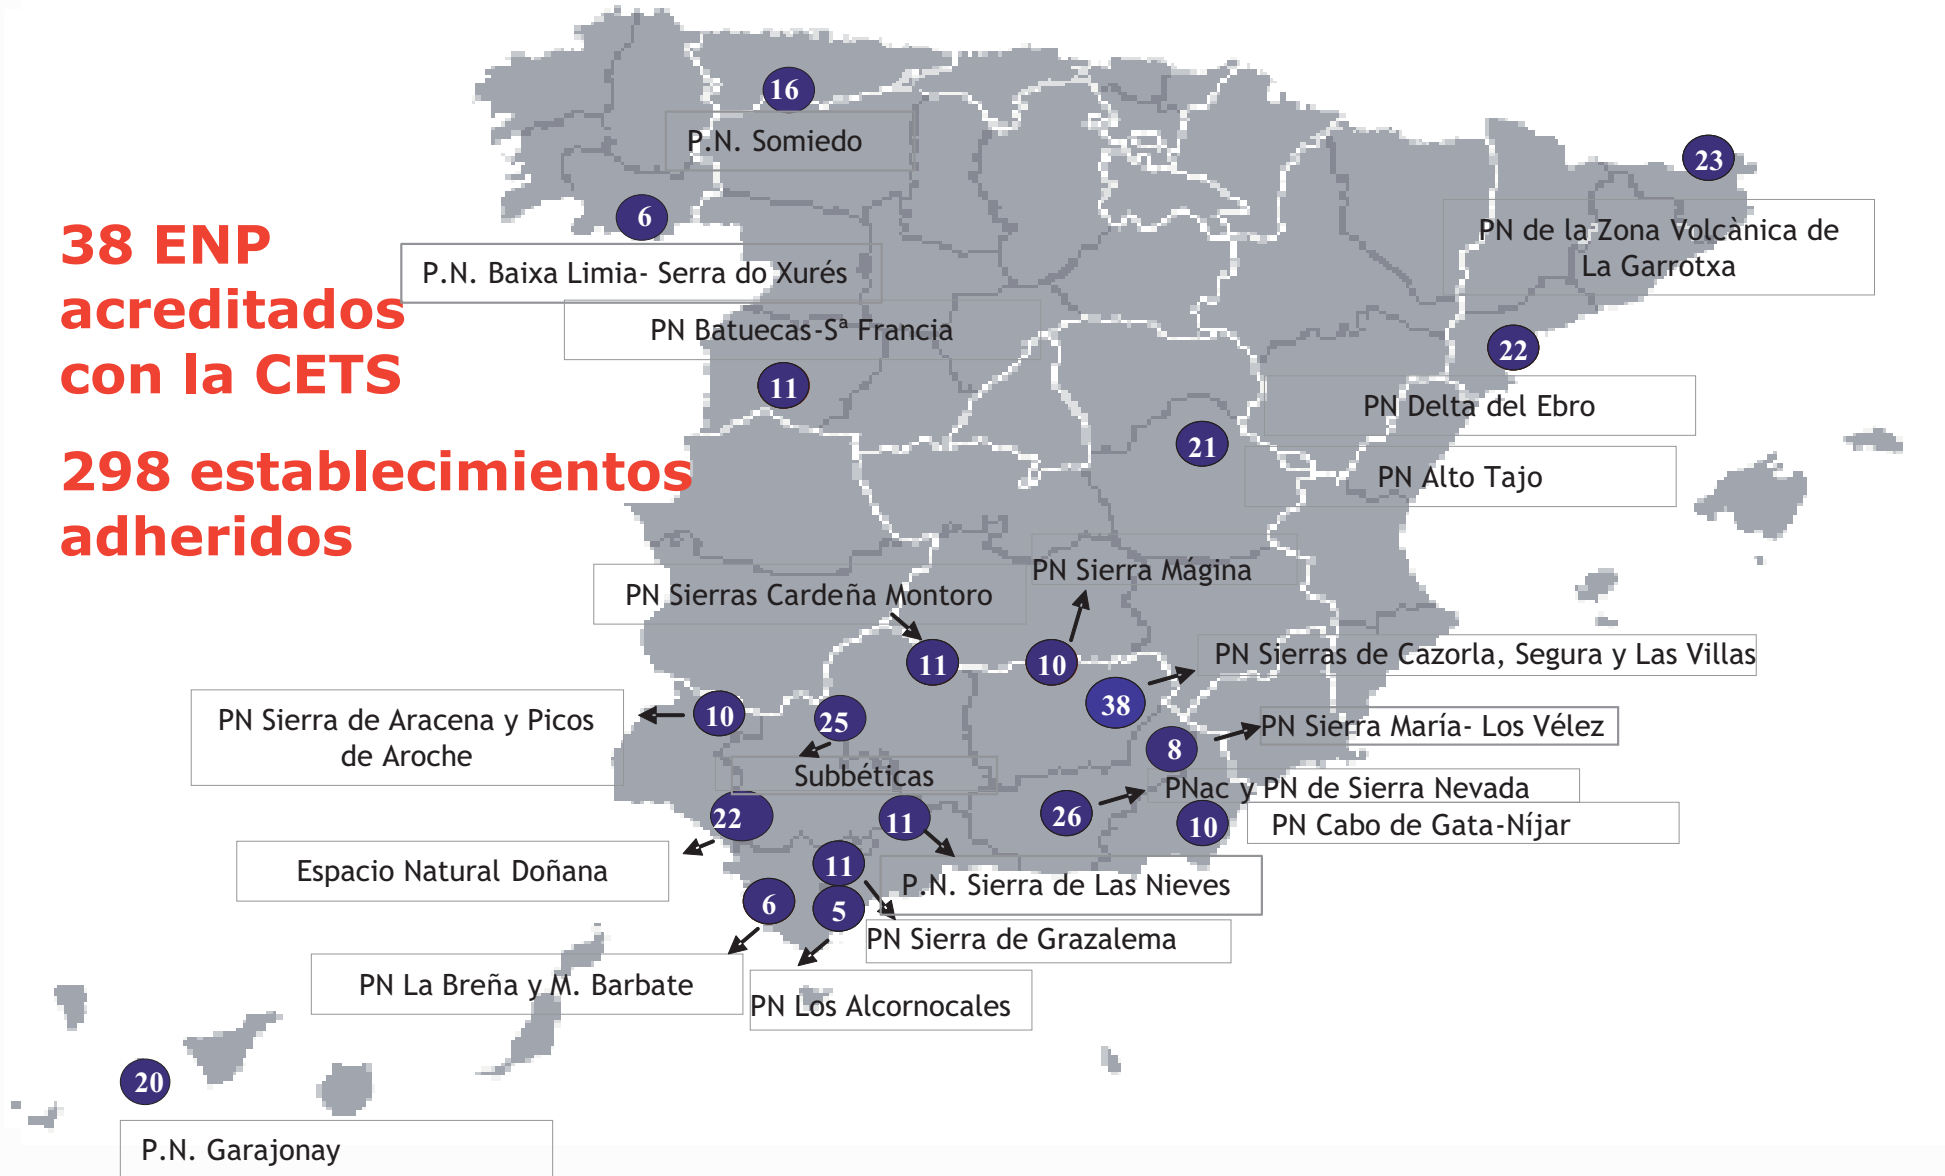 38 ENP
acreditados
con la CETS
298 establecimientos
adheridos
16
P.N. Somiedo
23
6
PN de la Zona Volcànica de
La Garrotxa
P.N. Baixa Limia- Serra do Xurés
PN Batuecas-Sª Francia
22
11
PN Delta del Ebro
21
PN Alto Tajo
PN Sierra Mágina
PN Sierras Cardeña Montoro
11
10
PN Sierras de Cazorla, Segura y Las Villas
38
10
25
PN Sierra de Aracena y Picos
de Aroche
PN Sierra María- Los Vélez
8
Subbéticas
PNac y PN de Sierra Nevada
22
11
26
10
PN Cabo de Gata-Níjar
Espacio Natural Doñana
11
P.N. Sierra de Las Nieves
6
5
PN Sierra de Grazalema
PN La Breña y M. Barbate
PN Los Alcornocales
20
P.N. Garajonay